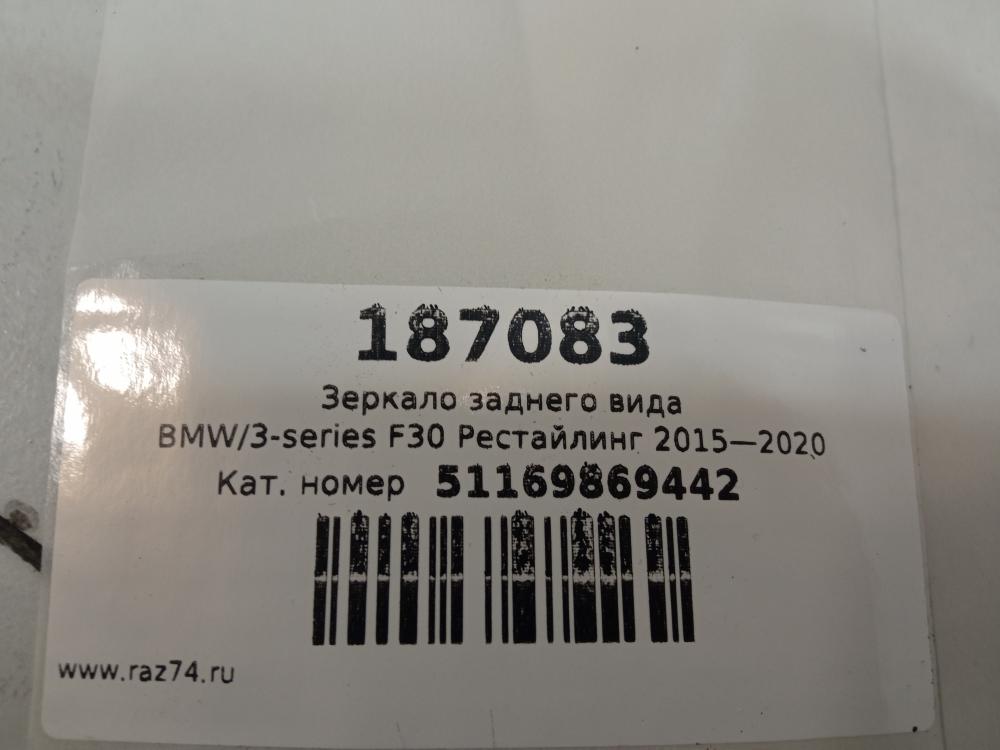 187083
Зеркало заднего вида
BMW/3-series F30 Рестайлинг 2015—2020
Кат. номер 51169869442
www.raz74.ru